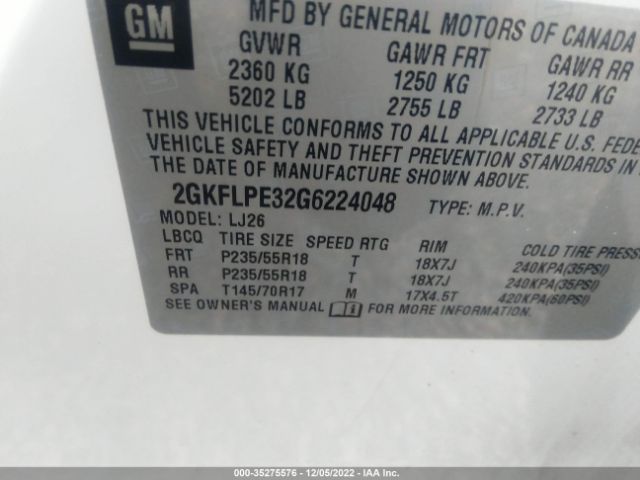 GM
MFD BY GENERAL MOTORS OF CANADA
GVWR GAWR FRT GAWR RR
2360 KG 1250 KG 1240 KG
5202 LB 2755 LB 2733 LB
THIS VEHICLE CONFORMS TO ALL APPLICABLE U.S. FEDE
VEHICLE SAFETY AND THEFT PREVENTION STANDARDS IN
THE DATE OF MANUFACTURE SHOWN ABOVE.
2GKFLPE32G6224048 TYPE: M.P.V.
MODEL: LJ26
LBCQ TIRE SIZE SPEED RTG RIM COLD TIRE PRESS
FRT P235/55R18 T 18X7J 240KPA(35PSI)
RR P235/55R18 T 18X7J 240KPA(35PSI)
SPA T145/70R17 M 17X4.5T 420KPA(60PSI)
SEE OWNER'S MANUAL FOR MORE INFORMATION.
000-35275576 - 12/05/2022 - IAA Inc.